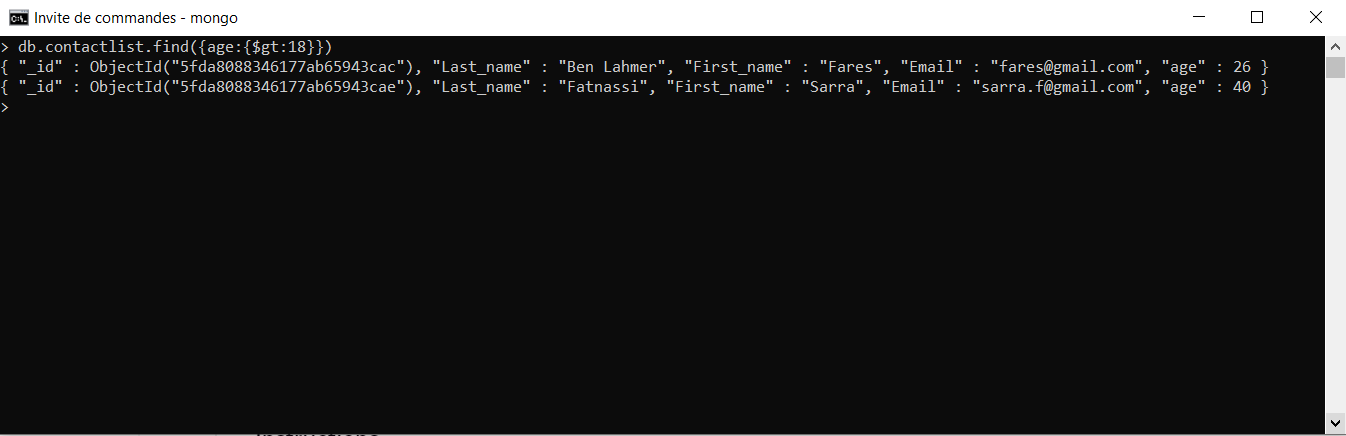 Invite de commandes - mongo
> db.contactlist.find({age:{$gt:18}})
{ "_id" : ObjectId("5fda8088346177ab65943cac"), "Last_name" : "Ben Lahmer", "First_name" : "Fares", "Email" : "fares@gmail.com", "age" : 26 }
{ "_id" : ObjectId("5fda8088346177ab65943cae"), "Last_name" : "Fatnassi", "First_name" : "Sarra", "Email" : "sarra.f@gmail.com", "age" : 40 }
>